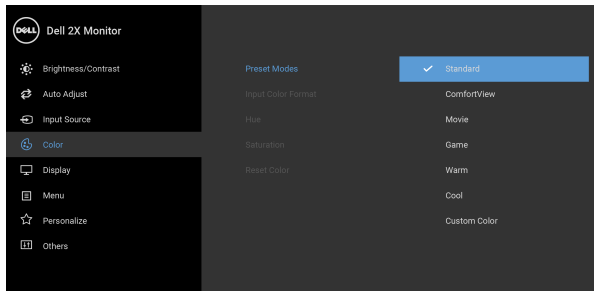 DELL Dell 2X Monitor
Brightness/Contrast
Auto Adjust
Input Source
Color
Display
Menu
Personalize
Others
Preset Modes
Input Color Format
Hue
Saturation
Reset Color
Standard
ComfortView
Movie
Game
Warm
Cool
Custom Color